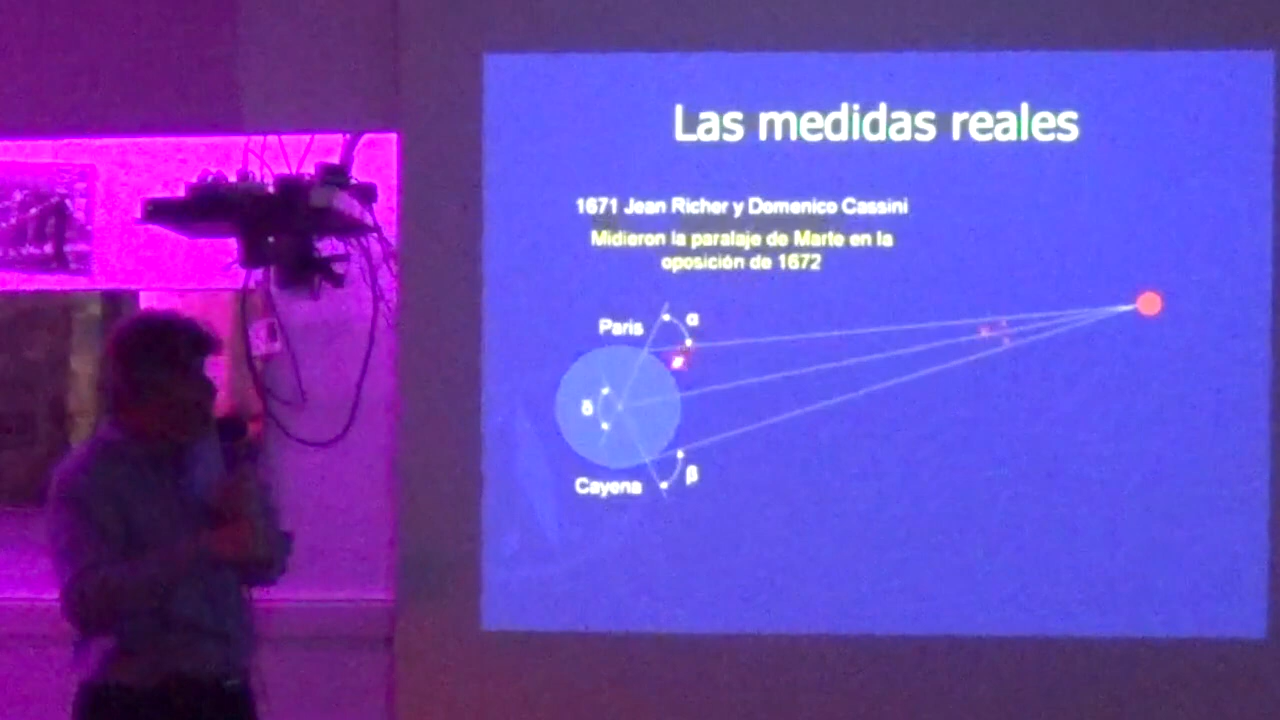 Las medidas reales
1671 Jean Richer y Domenico Cassini
Midieron la paralaje de Marte en la
oposición de 1672
Paris
α
δ
Cayena
β